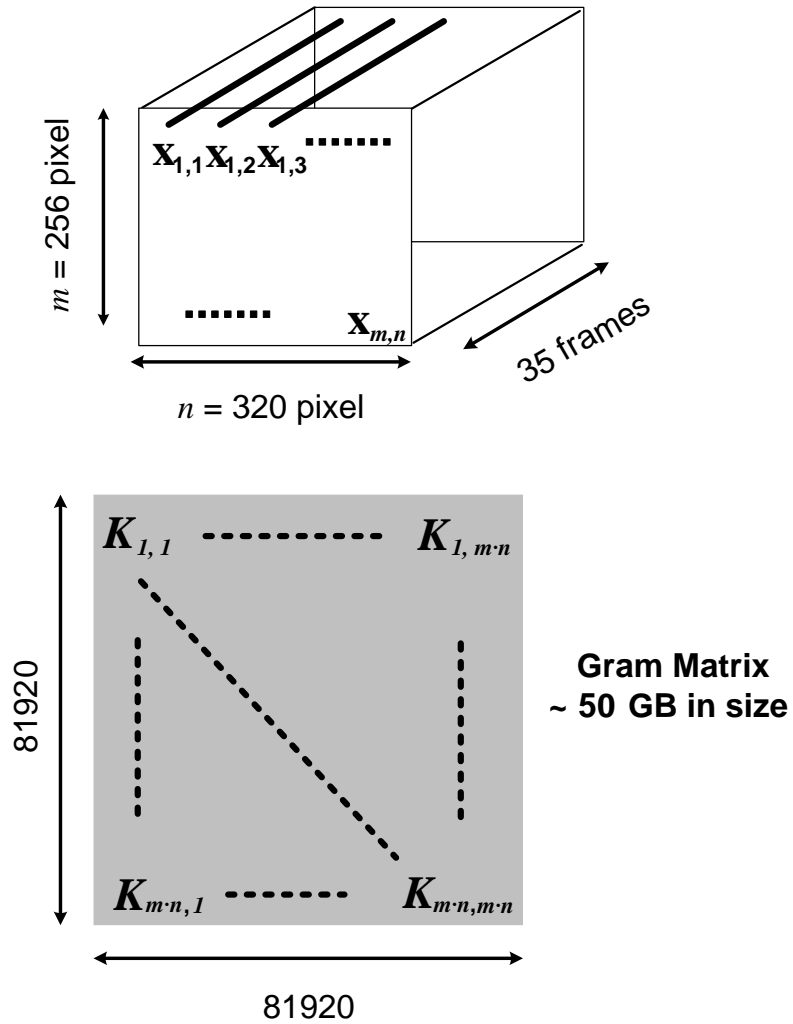 m = 256 pixel
x1,1 x1,2 x1,3
xm,n
35 frames
n = 320 pixel
K1, 1 K1, m·n
81920
Gram Matrix
~ 50 GB in size
Km·n,1 Km·n,m·n
81920